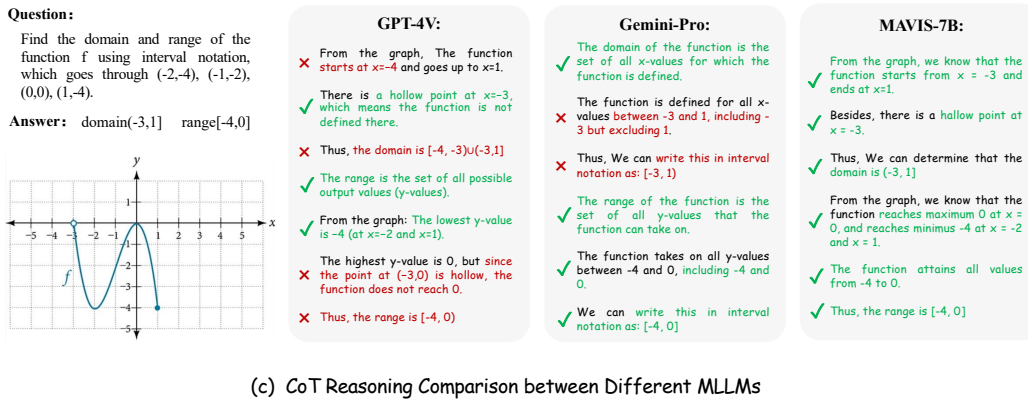 Question:
Find the domain and range of the
function f using interval notation,
which goes through (-2,-4), (-1,-2),
(0,0), (1,-4).
Answer: domain(-3,1] range[-4,0]
y
1
-5 -4 -3 -2 -1 1 2 3 4 5 x
-1
-2
f
-3
-4
-5
GPT-4V:
From the graph, The function
starts at x=-4 and goes up to x=1.
There is a hollow point at x=-3,
which means the function is not
defined there.
Thus, the domain is [-4, -3)∪(-3,1]
The range is the set of all possible
output values (y-values).
From the graph: The lowest y-value
is -4 (at x=-2 and x=1).
The highest y-value is 0, but since
the point at (-3,0) is hollow, the
function does not reach 0.
Thus, the range is [-4, 0)
Gemini-Pro:
The domain of the function is the
set of all x-values for which the
function is defined.
The function is defined for all x-
values between -3 and 1, including -
3 but excluding 1.
Thus, We can write this in interval
notation as: [-3, 1)
The range of the function is the
set of all y-values that the
function can take on.
The function takes on all y-values
between -4 and 0, including -4 and
0.
We can write this in interval
notation as: [-4, 0]
MAVIS-7B:
From the graph, we know that the
function starts from x = -3 and
ends at x=1.
Besides, there is a hallow point at
x = -3.
Thus, We can determine that the
domain is (-3, 1]
From the graph, we know that the
function reaches maximum 0 at x =
0, and reaches minimus -4 at x = -2
and x = 1.
The function attains all values
from -4 to 0.
Thus, the range is [-4, 0]
(c) CoT Reasoning Comparison between Different MLLMs